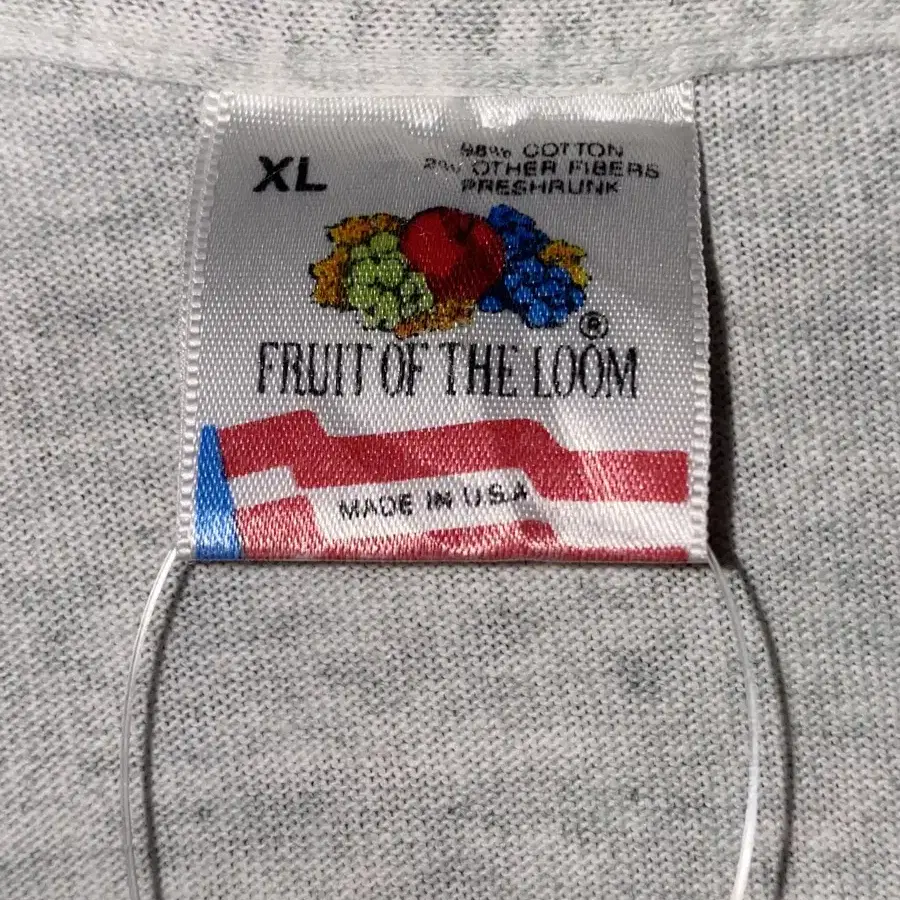 XL
98% COTTON
2% OTHER FIBERS
PRESHRUNK
®
FRUIT OF THE LOOM
MADE IN U.S.A